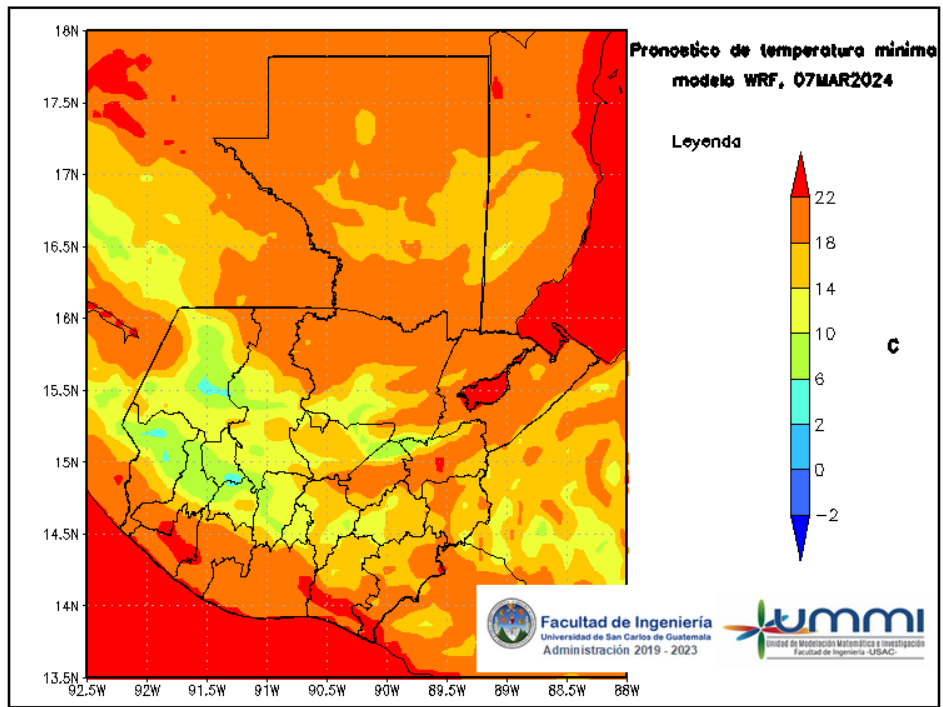 Pronostico de temperatura minima
modelo WRF, 07MAR2024
Leyenda
22
18
14
10
6
2
0
-2
C
18N
17.5N
17N
16.5N
16N
15.5N
15N
14.5N
14N
13.5N
92.5W 92W 91.5W 91W 90.5W 90W 89.5W 89W 88.5W 88W
Facultad de Ingeniería
Universidad de San Carlos de Guatemala
Administración 2019 - 2023
UMMI
Unidad de Modelación Matemática e Investigación
Facultad de Ingeniería -USAC-